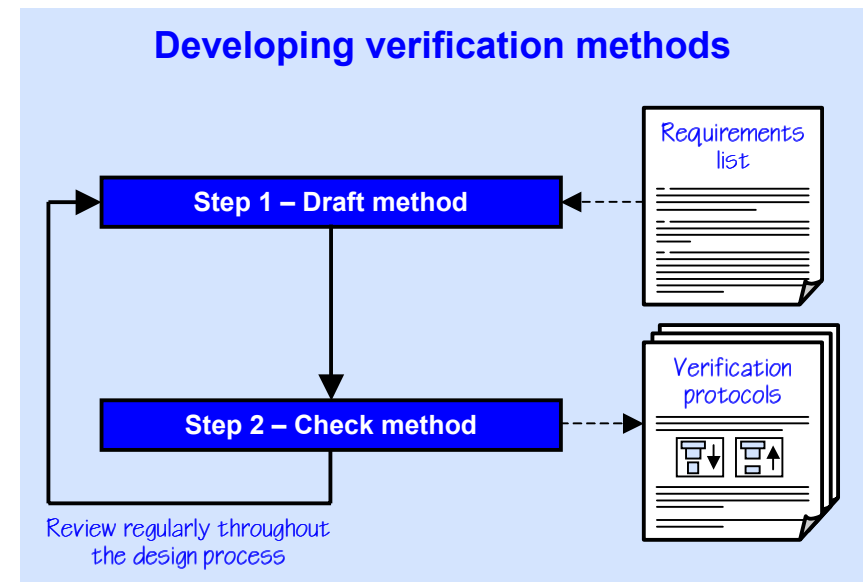 Developing verification methods
Requirements
list
Step 1 – Draft method
Verification
protocols
Step 2 – Check method
Review regularly throughout
the design process